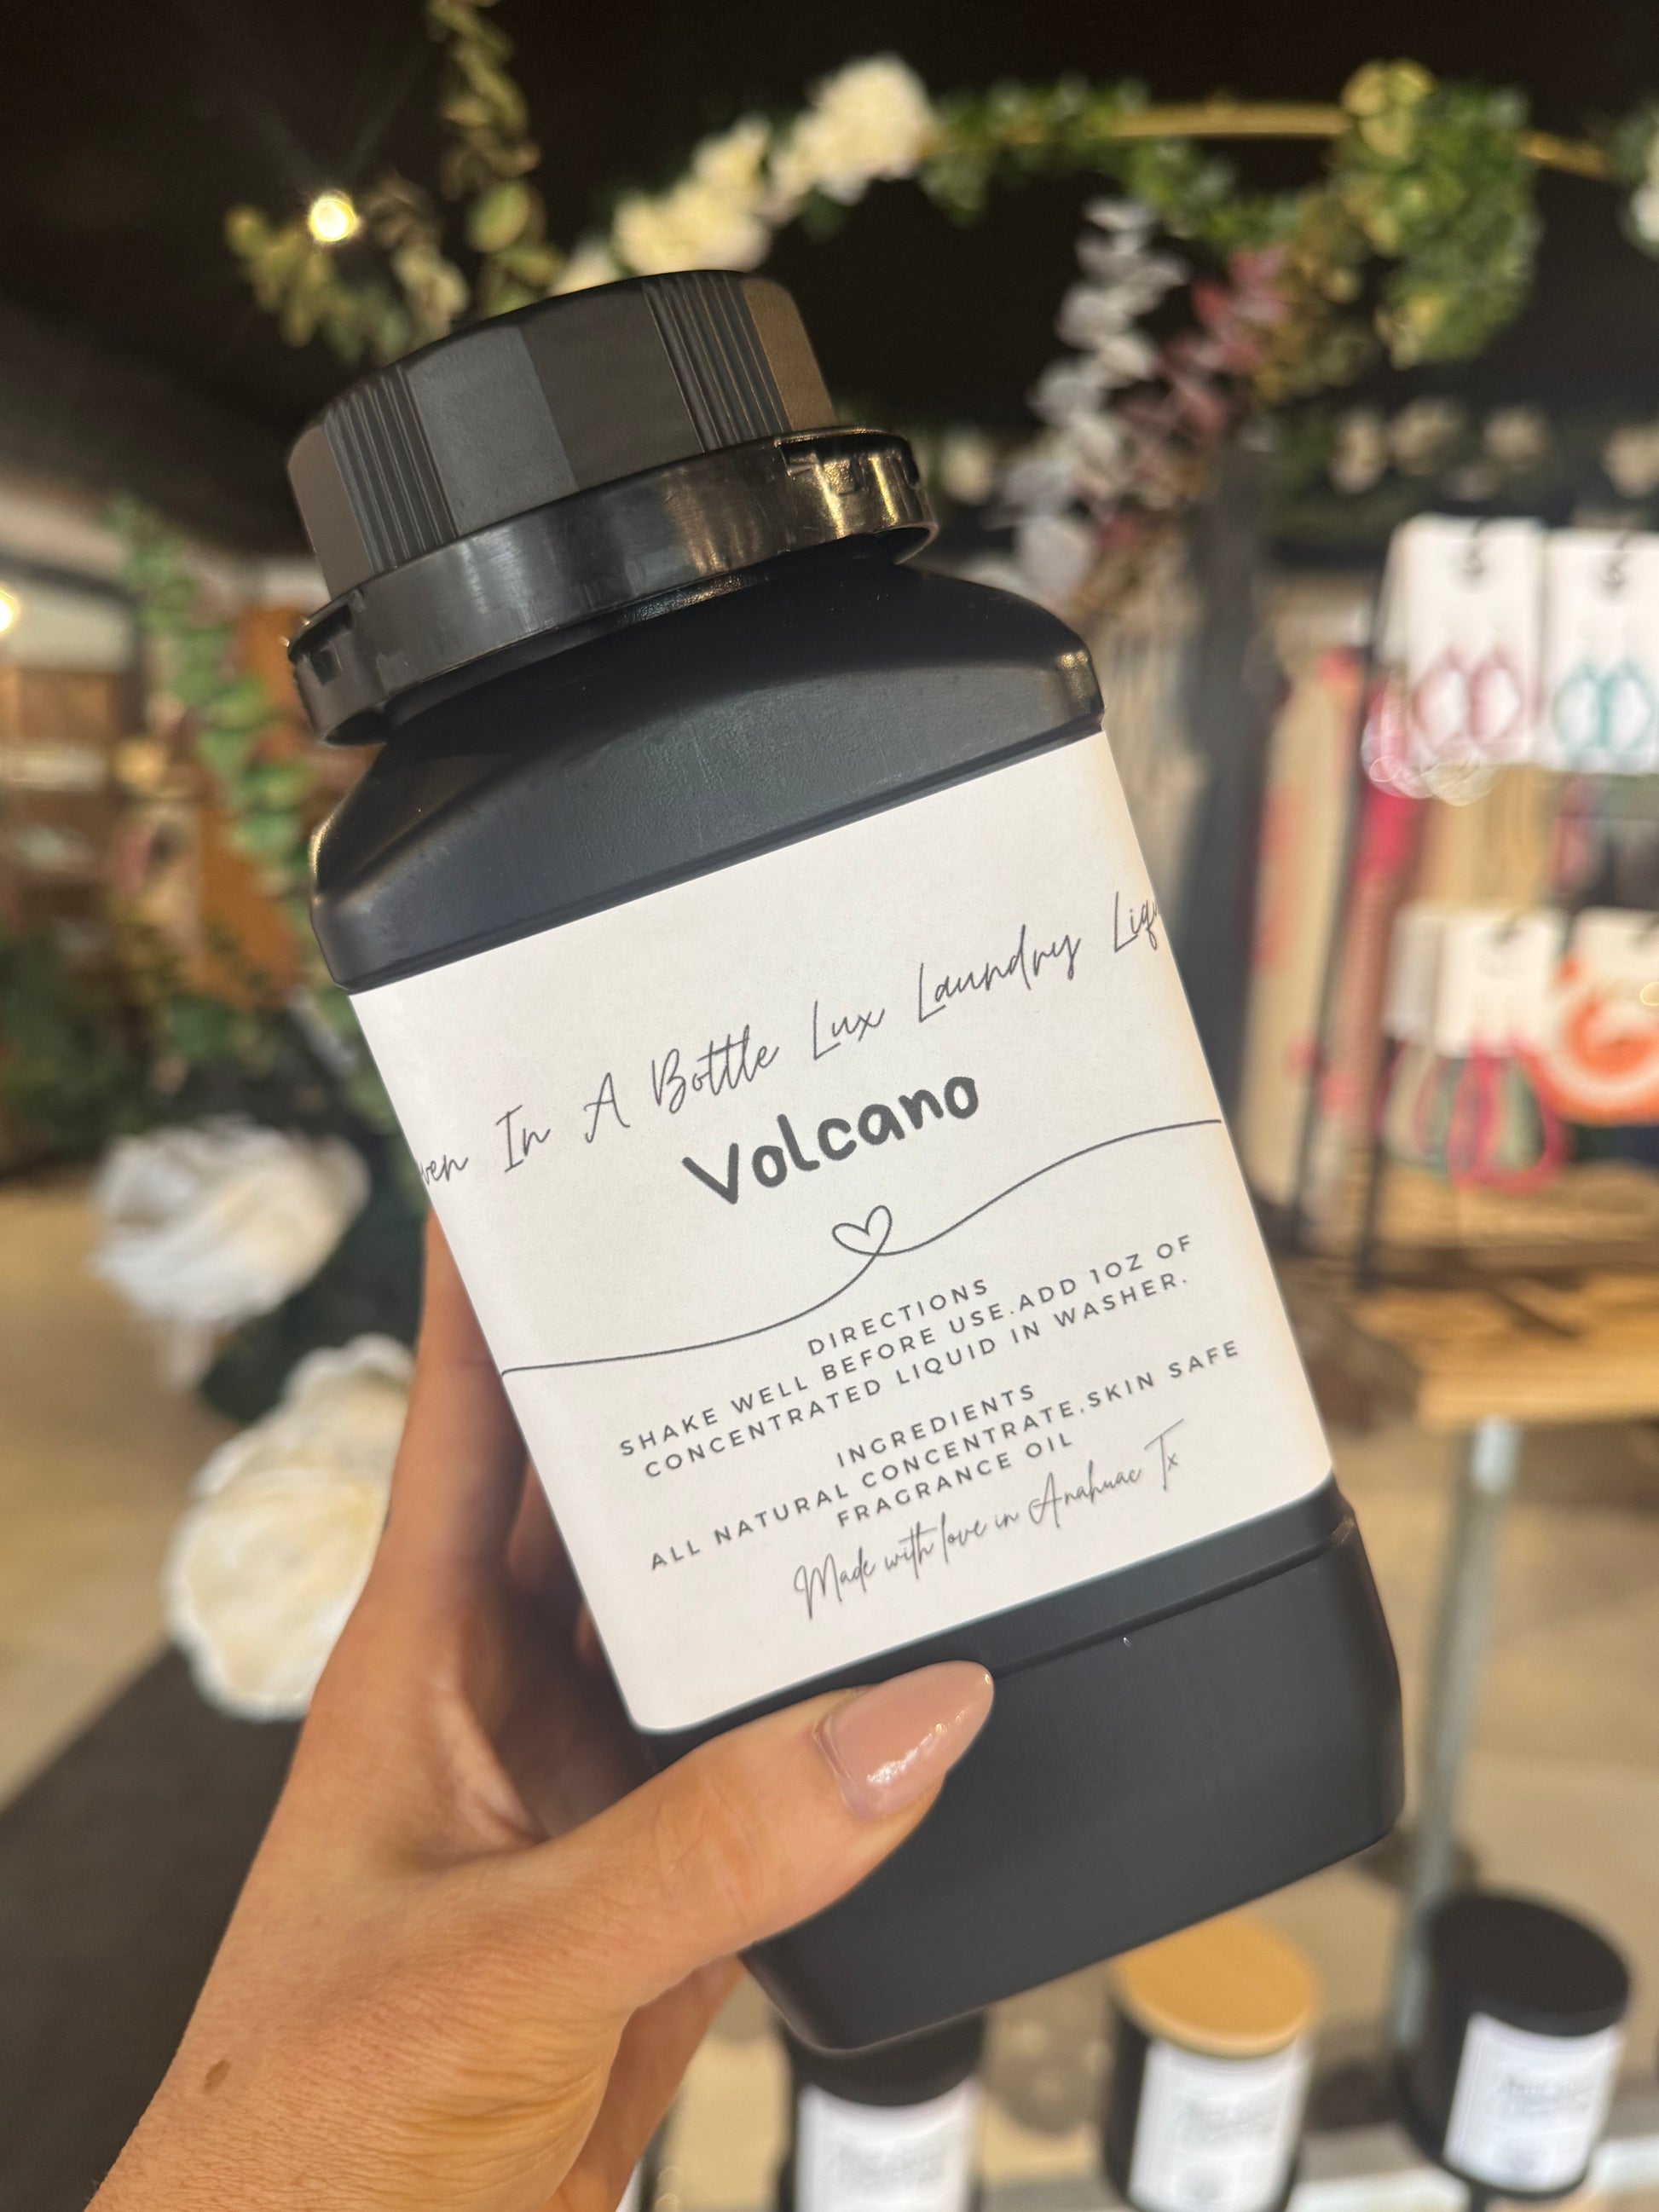 In A Bottle Lux Laundry
Volcano
DIRECTIONS
SHAKE WELL BEFORE USE.ADD 1OZ OF
CONCENTRATED LIQUID IN WASHER.
INGREDIENTS
ALL NATURAL CONCENTRATE.SKIN SAFE
FRAGRANCE OIL
Made with love in Anahuac Tx